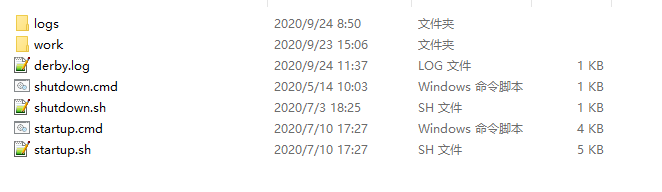 logs 2020/9/24 8:50 文件夹
work 2020/9/23 15:06 文件夹
derby.log 2020/9/24 11:37 LOG 文件 1 KB
shutdown.cmd 2020/5/14 10:03 Windows 命令脚本 1 KB
shutdown.sh 2020/7/3 18:25 SH 文件 1 KB
startup.cmd 2020/7/10 17:27 Windows 命令脚本 4 KB
startup.sh 2020/7/10 17:27 SH 文件 5 KB